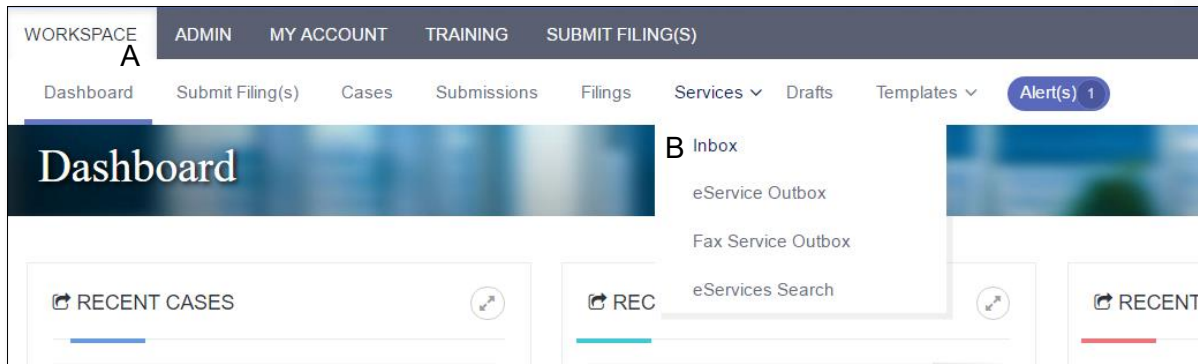 WORKSPACE ADMIN MY ACCOUNT TRAINING SUBMIT FILING(S)
A
Dashboard Submit Filing(s) Cases Submissions Filings Services Drafts Templates Alert(s) 1
Dashboard
B Inbox
eService Outbox
Fax Service Outbox
eServices Search
RECENT CASES REC RECENT